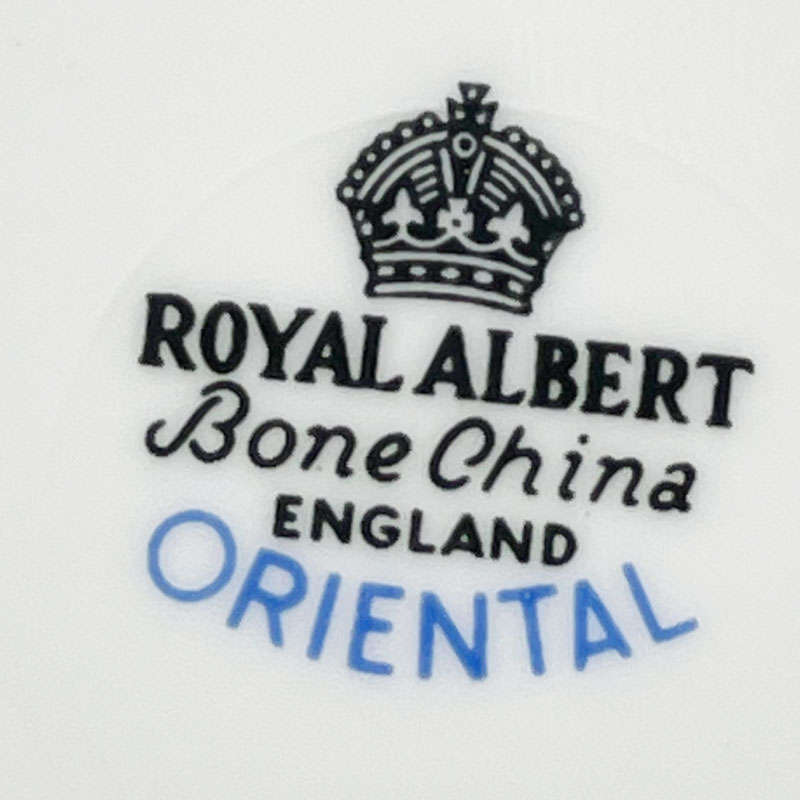 ROYAL ALBERT
Bone China
ENGLAND
ORIENTAL